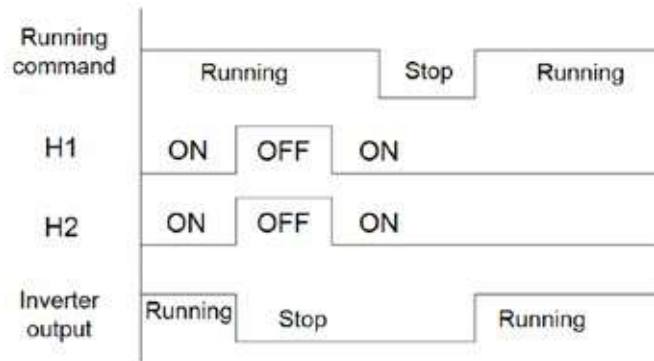 Running
command
Running
Stop
Running
H1
ON
OFF
ON
H2
ON
OFF
ON
Inverter
output
Running
Stop
Running